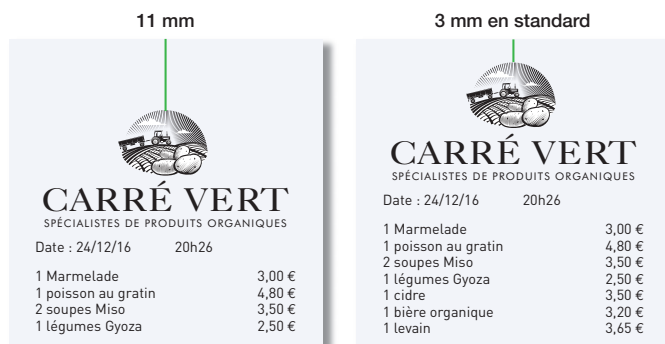 11 mm
CARRÉ VERT
SPÉCIALISTES DE PRODUITS ORGANIQUES
Date : 24/12/16 20h26
1 Marmelade 3,00 €
1 poisson au gratin 4,80 €
2 soupes Miso 3,50 €
1 légumes Gyoza 2,50 €
3 mm en standard
CARRÉ VERT
SPÉCIALISTES DE PRODUITS ORGANIQUES
Date : 24/12/16 20h26
1 Marmelade 3,00 €
1 poisson au gratin 4,80 €
2 soupes Miso 3,50 €
1 légumes Gyoza 2,50 €
1 cidre 3,50 €
1 bière organique 3,20 €
1 levain 3,65 €